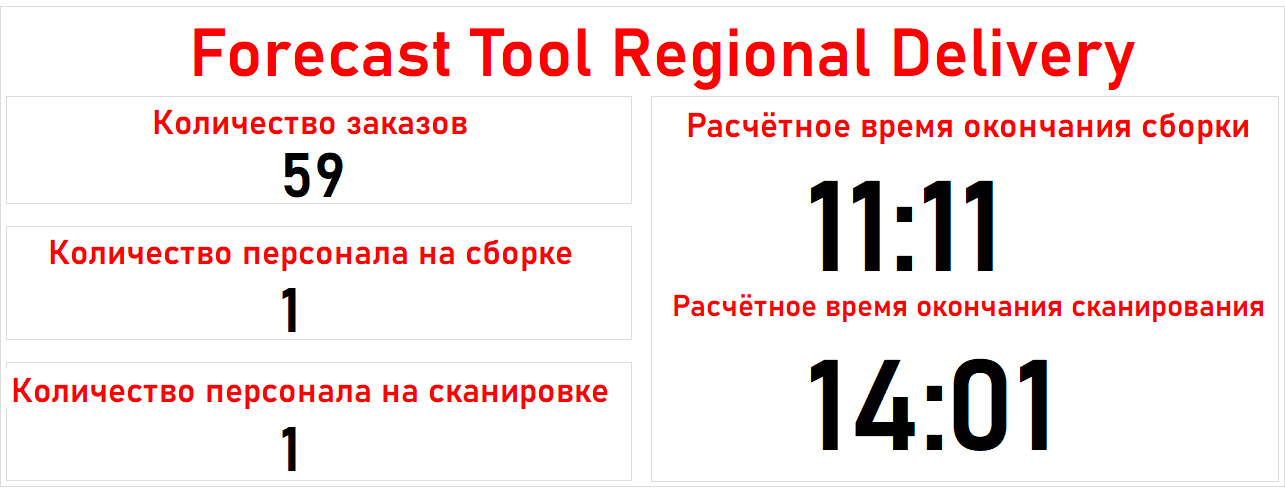 Forecast Tool Regional Delivery
Количество заказов
59
Количество персонала на сборке
1
Количество персонала на сканировке
1
Расчётное время окончания сборки
11:11
Расчётное время окончания сканирования
14:01